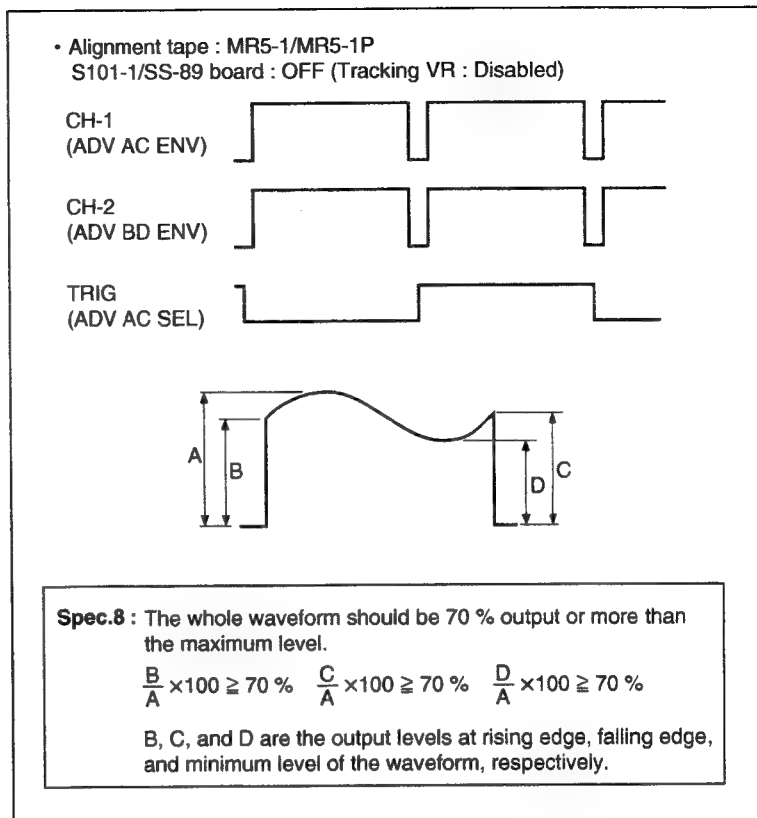 • Alignment tape : MR5-1/MR5-1P
S101-1/SS-89 board : OFF (Tracking VR : Disabled)
CH-1
(ADV AC ENV)
CH-2
(ADV BD ENV)
TRIG
(ADV AC SEL)
A
B
D
C
Spec.8 : The whole waveform should be 70 % output or more than
the maximum level.
B/A ×100 ≧ 70 %  C/A ×100 ≧ 70 %  D/A ×100 ≧ 70 %
B, C, and D are the output levels at rising edge, falling edge,
and minimum level of the waveform, respectively.